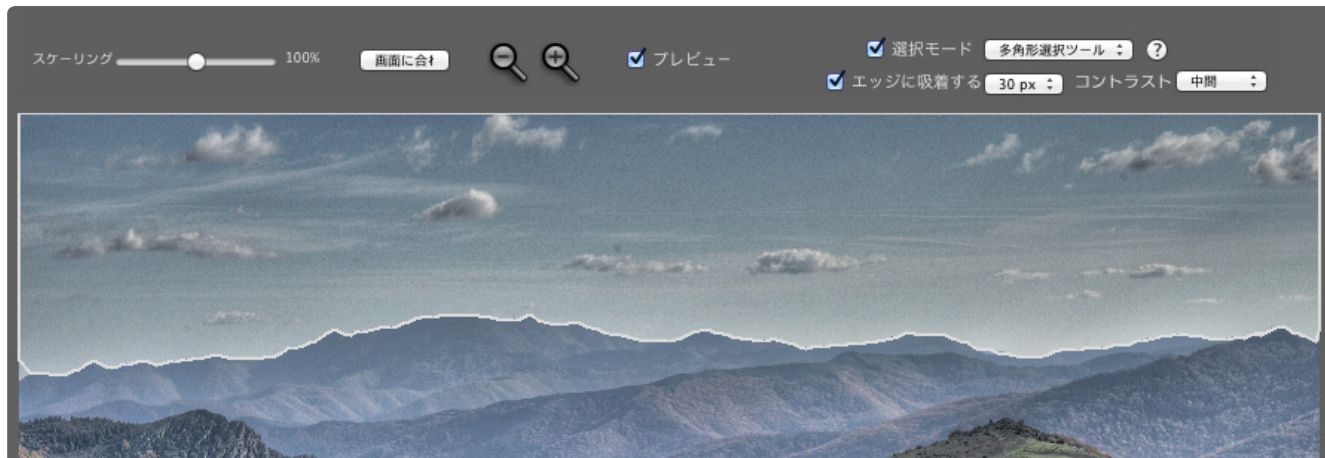 スケーリング 100% 画面に合 プレビュー
選択モード 多角形選択ツール ?
エッジに吸着する 30 px コントラスト 中間